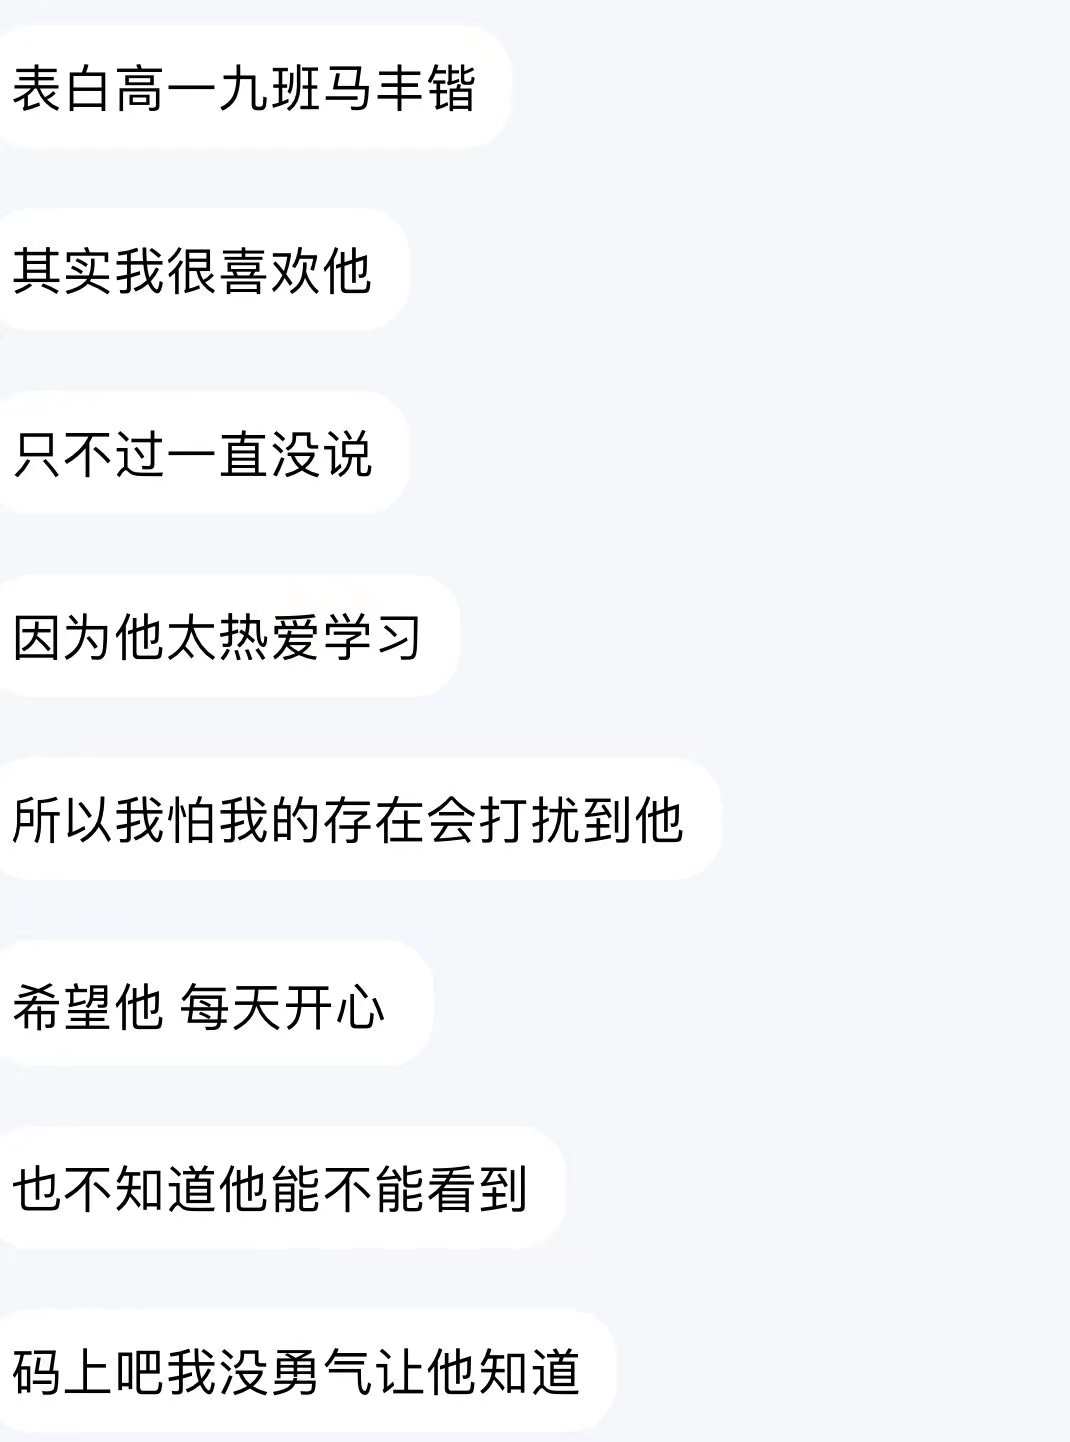 表白高一九班马丰锴
其实我很喜欢他
只不过一直没说
因为他太热爱学习
所以我怕我的存在会打扰到他
希望他 每天开心
也不知道他能不能看到
码上吧我没勇气让他知道